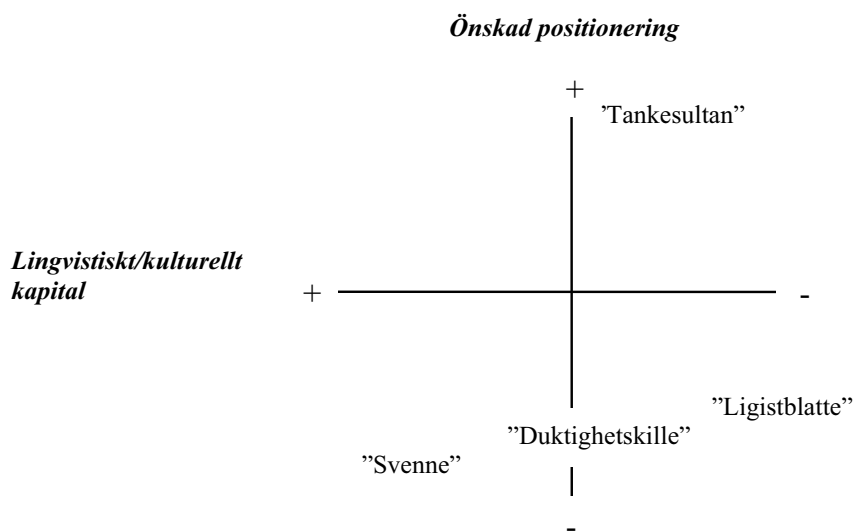 Önskad positionering
+
’Tankesultan”
Lingvistiskt/kulturellt
kapital
+ -
”Ligistblatte”
”Duktighetskille”
”Svenne”
-